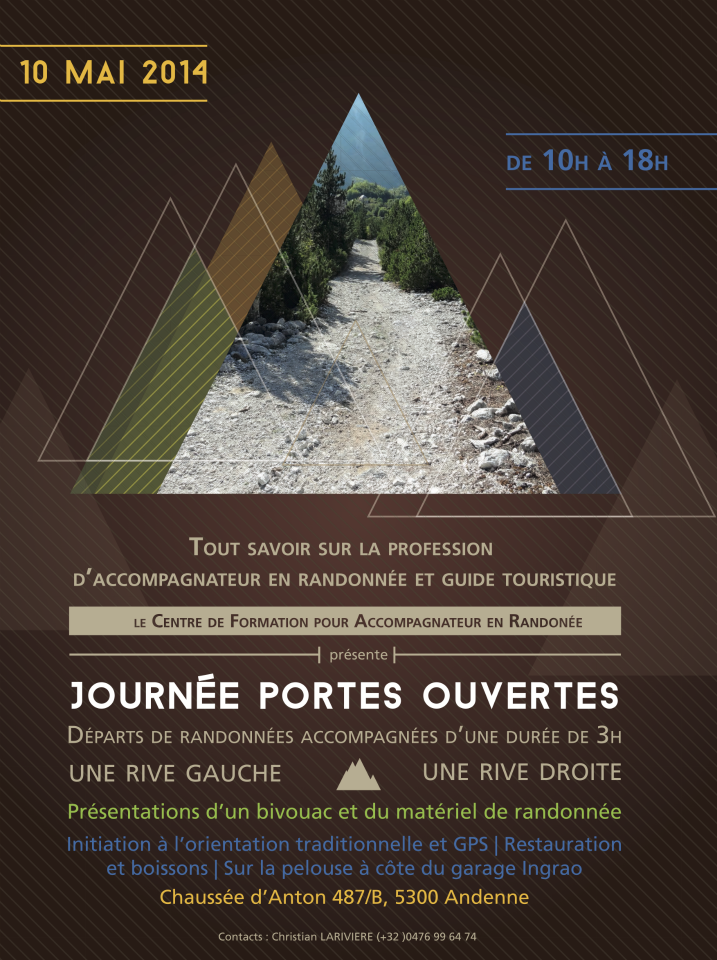 10 MAI 2014
DE 10H À 18H
TOUT SAVOIR SUR LA PROFESSION
D'ACCOMPAGNATEUR EN RANDONNÉE ET GUIDE TOURISTIQUE
LE CENTRE DE FORMATION POUR ACCOMPAGNATEUR EN RANDONÉE
présente
JOURNÉE PORTES OUVERTES
DÉPARTS DE RANDONNÉES ACCOMPAGNÉES D'UNE DURÉE DE 3H
UNE RIVE GAUCHE UNE RIVE DROITE
Présentations d'un bivouac et du matériel de randonnée
Initiation à l'orientation traditionnelle et GPS | Restauration
et boissons | Sur la pelouse à côte du garage Ingrao
Chaussée d'Anton 487/B, 5300 Andenne
Contacts : Christian LARIVIERE (+32 )0476 99 64 74